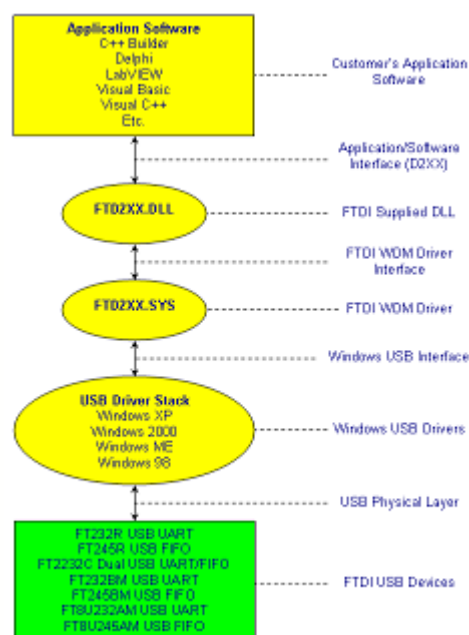 Application Software
C++ Builder
Delphi
LabVIEW
Visual Basic
Visual C++
Etc.
Customer's Application
Software
Application/Software
Interface (D2XX)
FTD2XX.DLL
FTDI Supplied DLL
FTDI WDM Driver
Interface
FTD2XX.SYS
FTDI WDM Driver
Windows USB Interface
USB Driver Stack
Windows XP
Windows 2000
Windows ME
Windows 98
Windows USB Drivers
USB Physical Layer
FT232R USB UART
FT245R USB FIFO
FT2232C Dual USB UART/FIFO
FT232BM USB UART
FT245BM USB FIFO
FT8U232AM USB UART
FT8U245AM USB FIFO
FTDI USB Devices